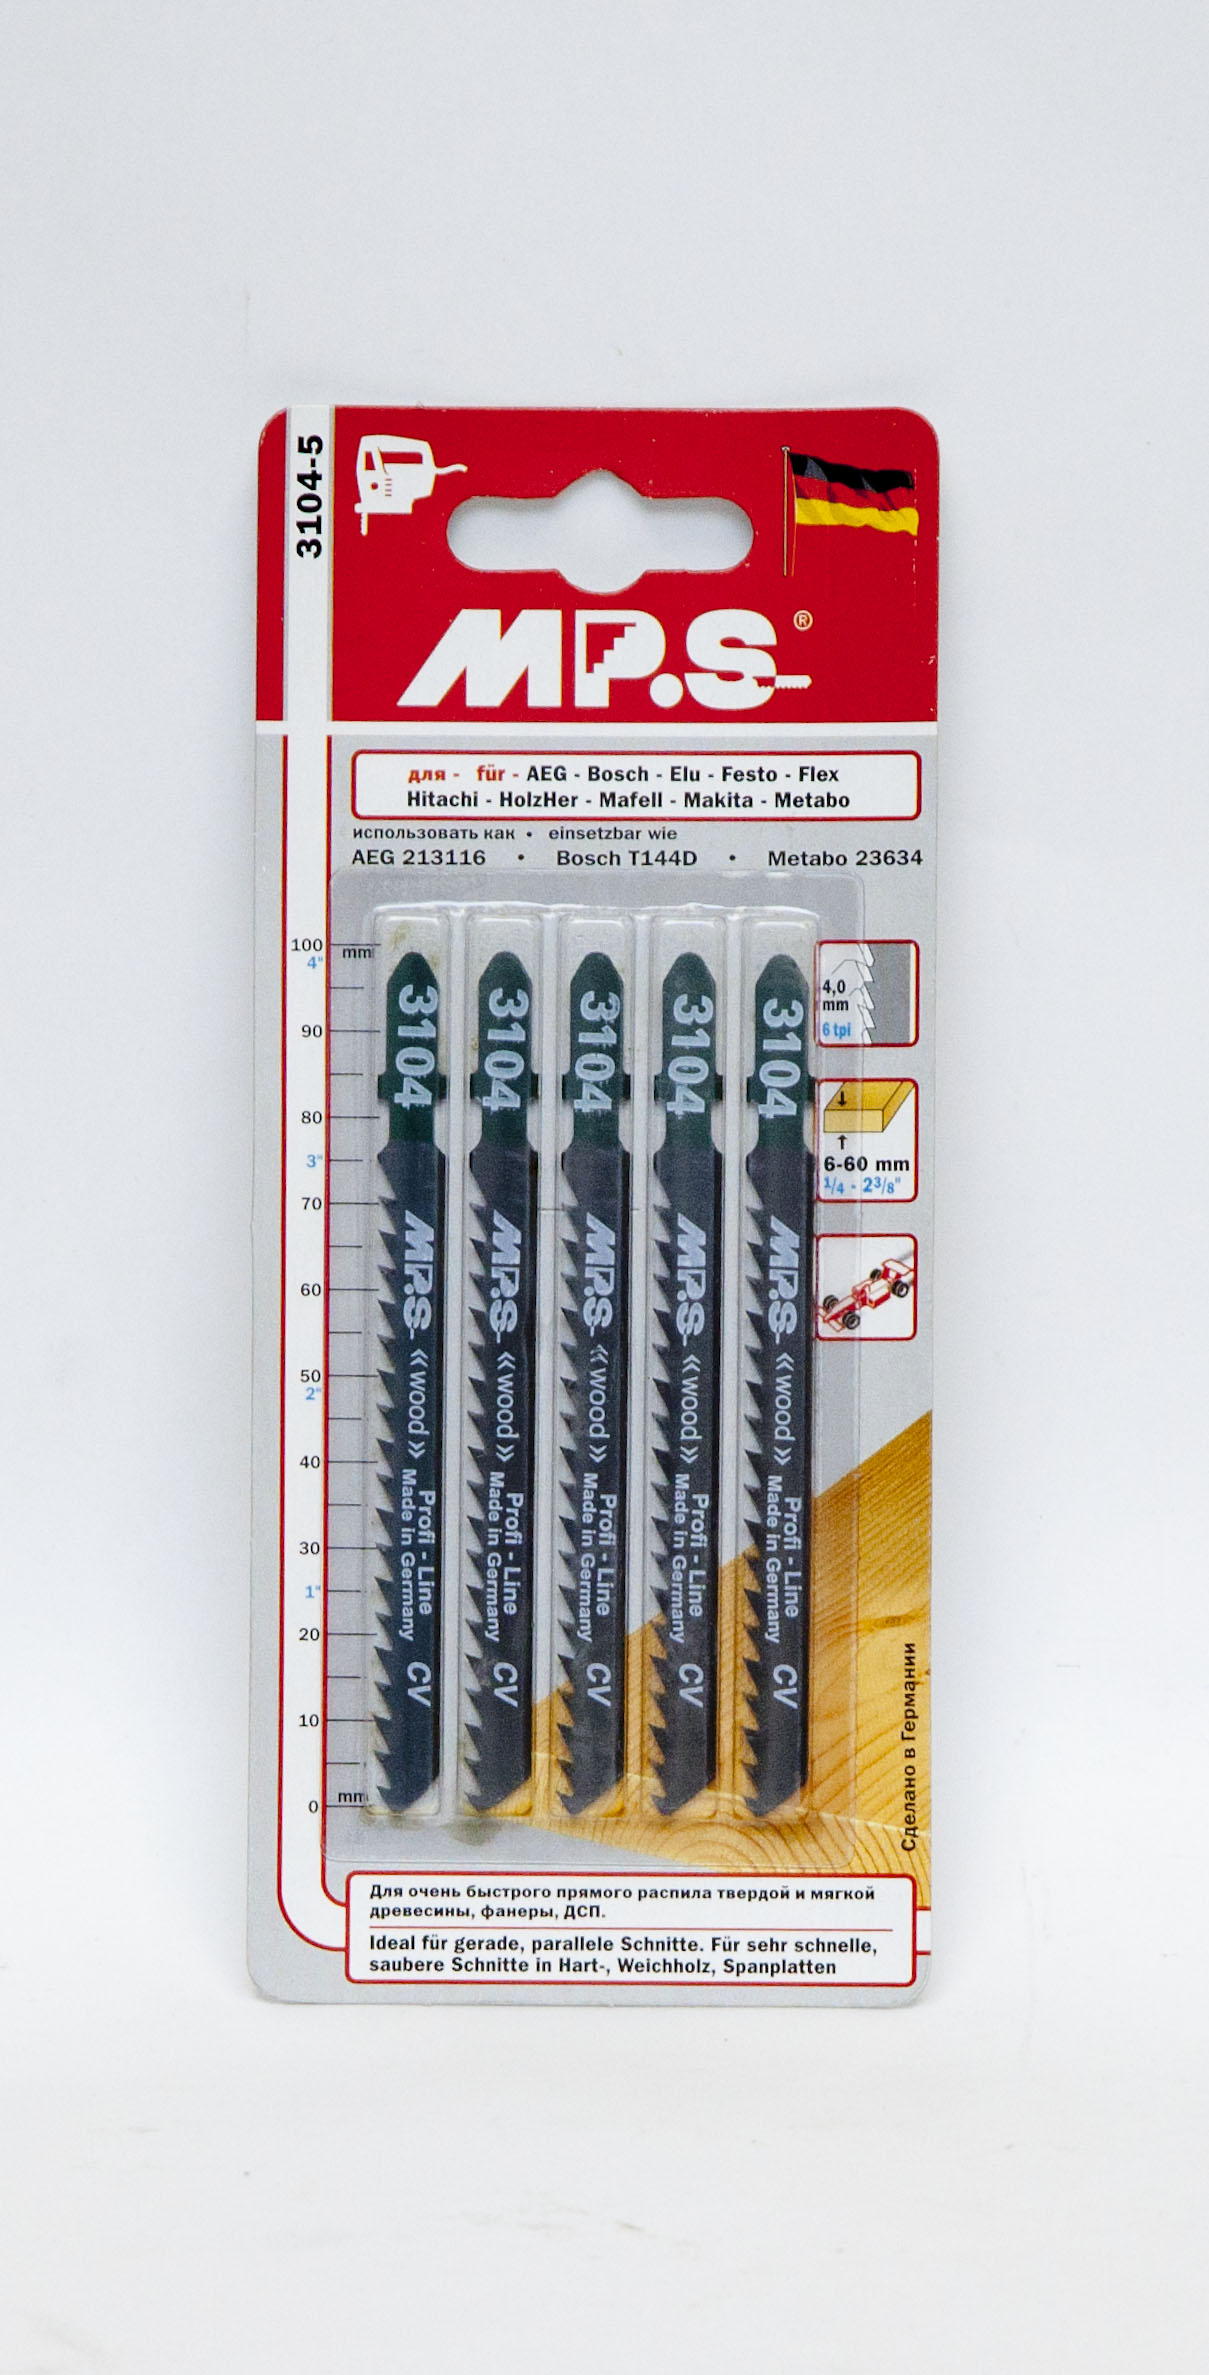 3104-5
MP.S®
для - für - AEG - Bosch - Elu - Festo - Flex
Hitachi - HolzHer - Mafell - Makita - Metabo
использовать как • einsetzbar wie
AEG 213116 • Bosch T144D • Metabo 23634
100
4"
mm
90
80
3"
70
60
50
2"
40
30
1"
20
10
0
mm
3104 MP.S «wood» Profi - Line
Made in Germany CV
3104 MP.S «wood» Profi - Line
Made in Germany CV
3104 MP.S «wood» Profi - Line
Made in Germany CV
3104 MP.S «wood» Profi - Line
Made in Germany CV
3104 MP.S «wood» Profi - Line
Made in Germany CV
4,0
mm
6 tpi
6-60 mm
1/4 - 2 3/8"
Сделано в Германии
Для очень быстрого прямого распила твердой и мягкой
древесины, фанеры, ДСП.
Ideal für gerade, parallele Schnitte. Für sehr schnelle,
saubere Schnitte in Hart-, Weichholz, Spanplatten